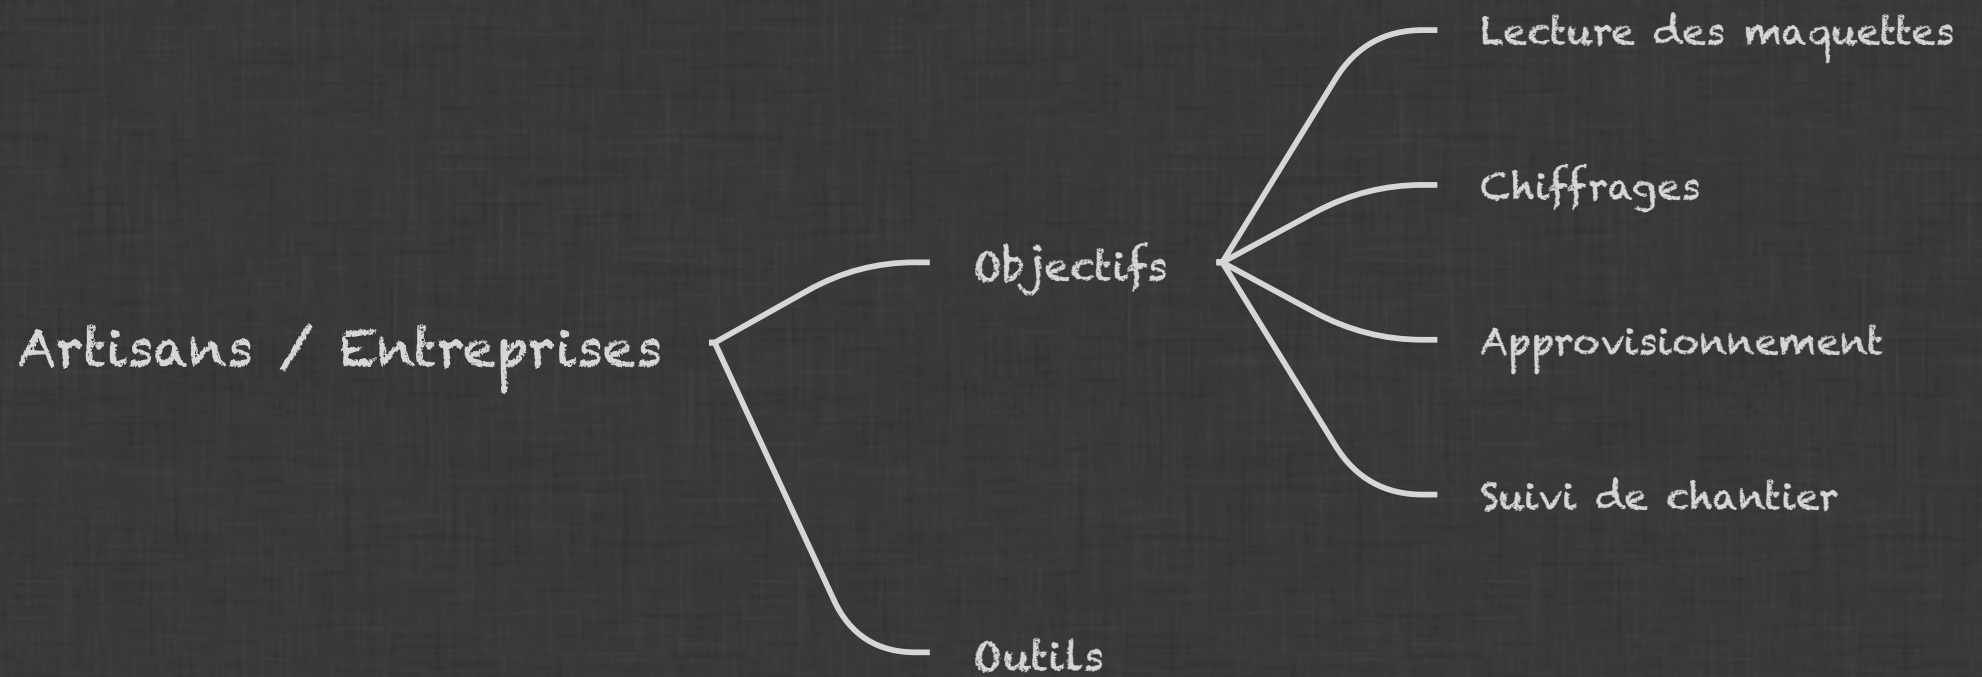 Artisans / Entreprises
Objectifs
Lecture des maquettes
Chiffrages
Approvisionnement
Suivi de chantier
Outils